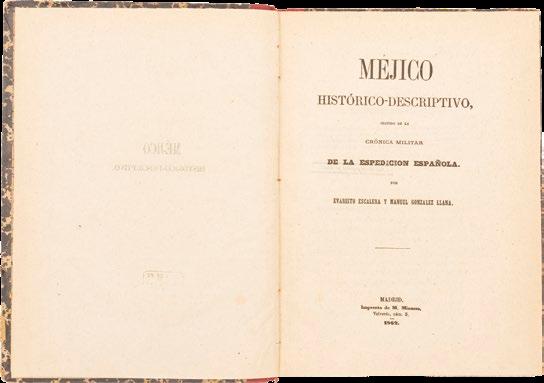 MÉJICO
HISTÓRICO-DESCRIPTIVO,
SEGUIDO DE LA
CRÓNICA MILITAR
DE LA ESPEDICION ESPAÑOLA.
POR
EVARISTO ESCALERA Y MANUEL GONZALEZ LLANA.
MADRID.
Imprenta de M. Minuesa,
Valverde, núm. 5.
1862.